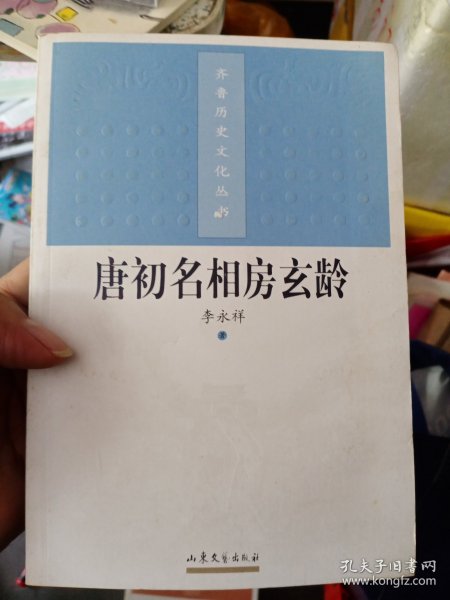 齐鲁历史文化丛书
唐初名相房玄龄
李永祥
著
山东文艺出版社
孔夫子旧书网
www.kongfz.com